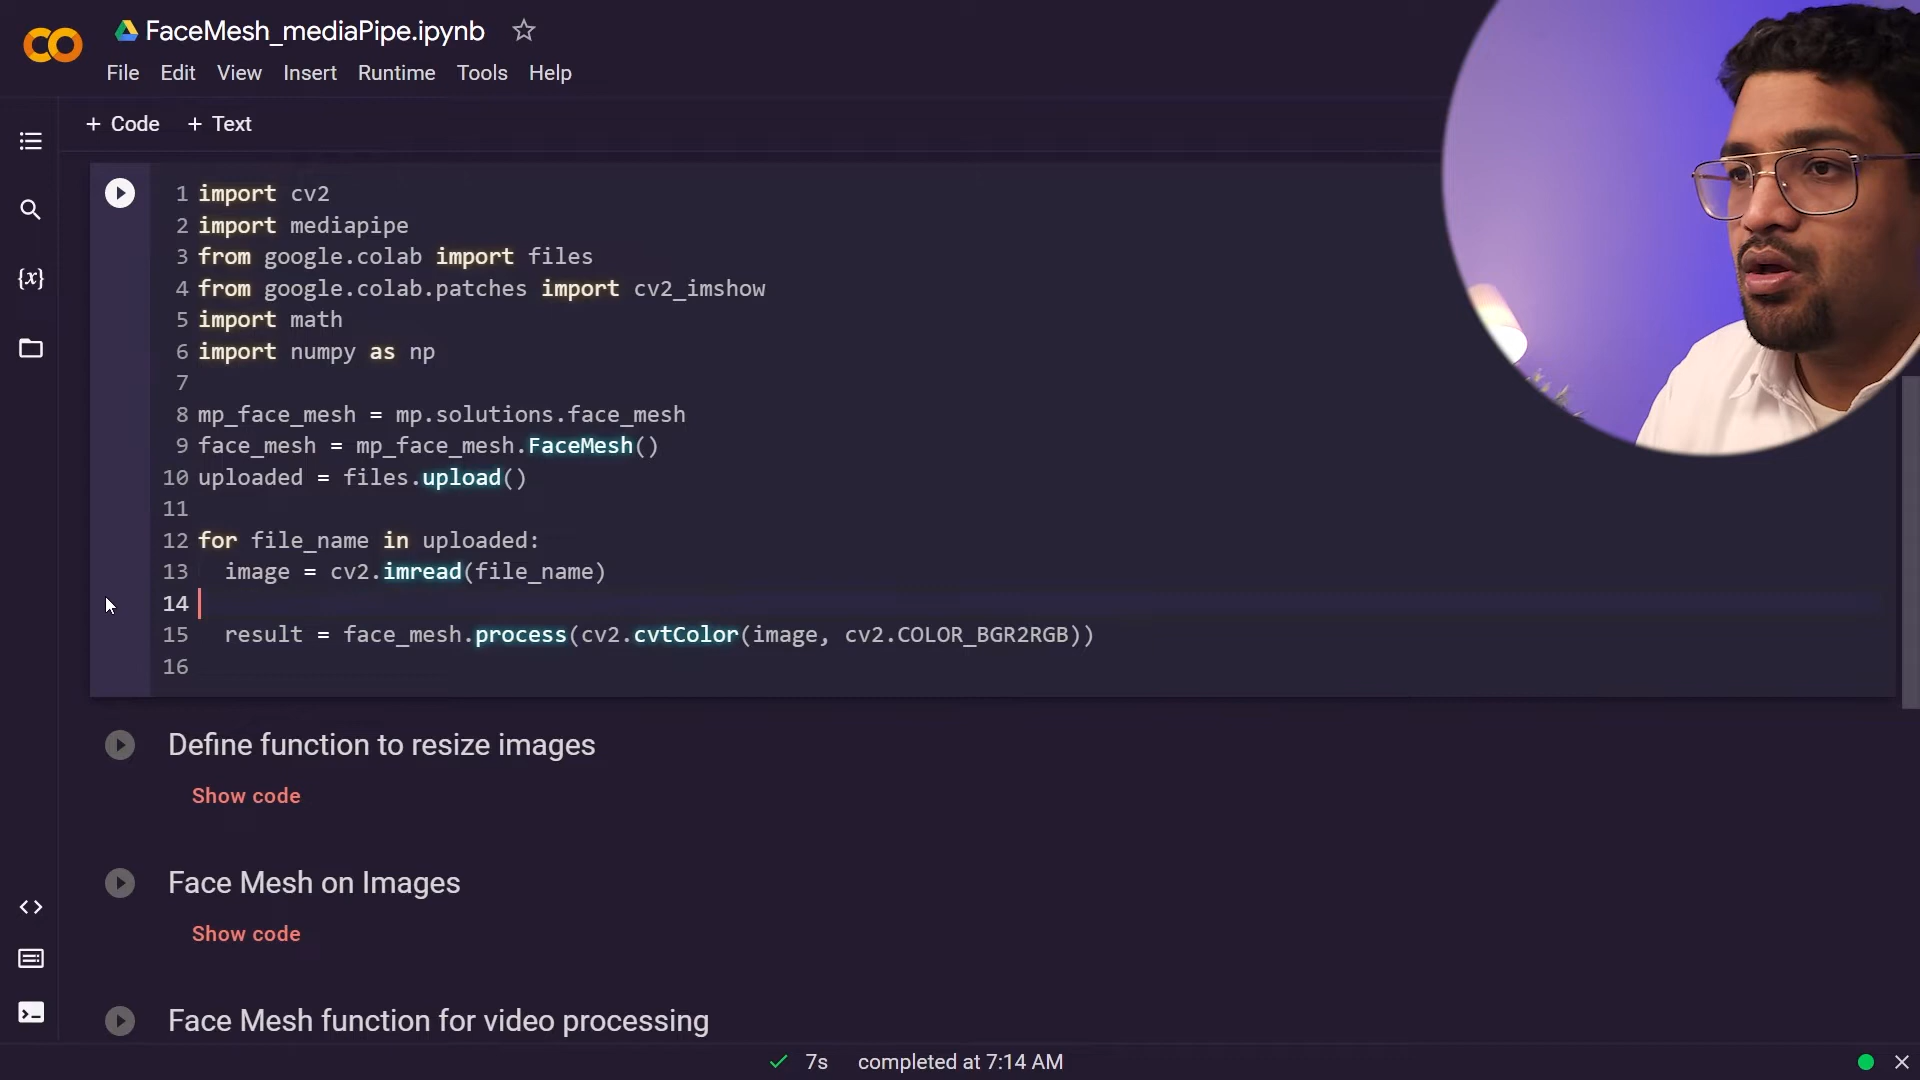 FaceMesh_mediaPipe.ipynb
File Edit View Insert Runtime Tools Help
+ Code + Text
1 import cv2
2 import mediapipe
3 from google.colab import files
4 from google.colab.patches import cv2_imshow
5 import math
6 import numpy as np
7
8 mp_face_mesh = mp.solutions.face_mesh
9 face_mesh = mp_face_mesh.FaceMesh()
10 uploaded = files.upload()
11
12 for file_name in uploaded:
13   image = cv2.imread(file_name)
14
15   result = face_mesh.process(cv2.cvtColor(image, cv2.COLOR_BGR2RGB))
16
{x}
Define function to resize images
Show code
Face Mesh on Images
Show code
Face Mesh function for video processing
7s completed at 7:14 AM